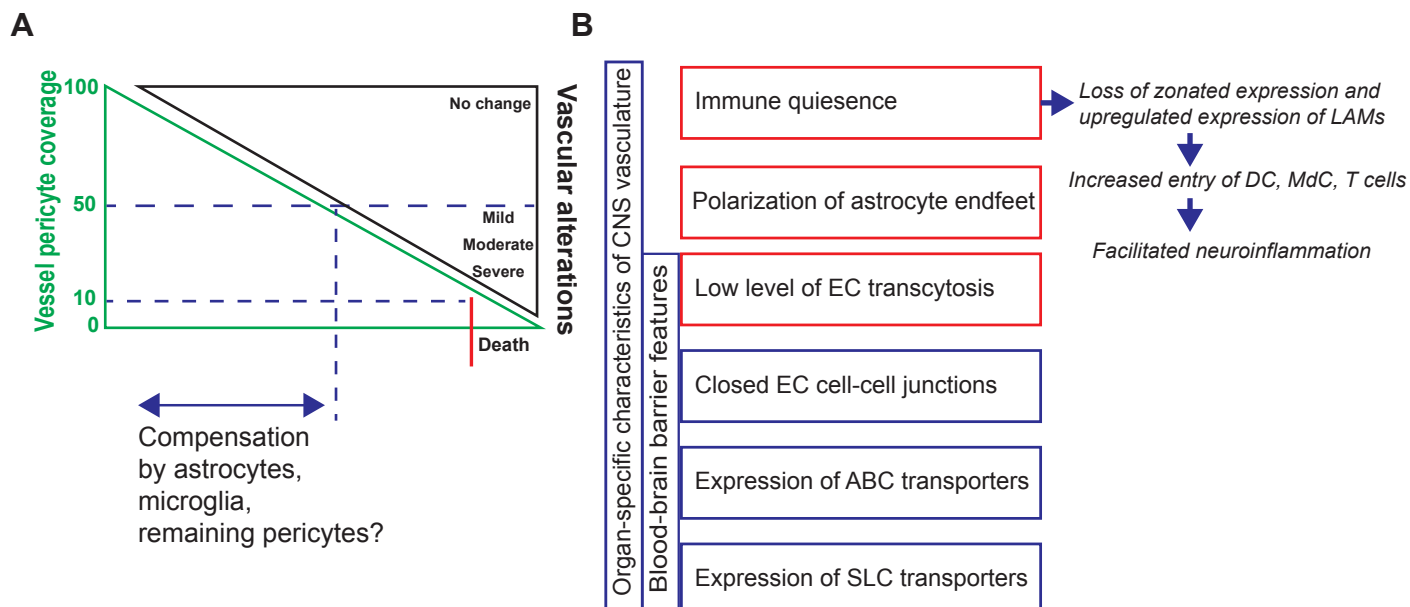 A
Vessel pericyte coverage
100
50
10
0
No change
Mild
Moderate
Severe
Death
Vascular alterations
Compensation
by astrocytes,
microglia,
remaining pericytes?
B
Organ-specific characteristics of CNS vasculature
Blood-brain barrier features
Immune quiesence
Polarization of astrocyte endfeet
Low level of EC transcytosis
Closed EC cell-cell junctions
Expression of ABC transporters
Expression of SLC transporters
Loss of zonated expression and
upregulated expression of LAMs
Increased entry of DC, MdC, T cells
Facilitated neuroinflammation